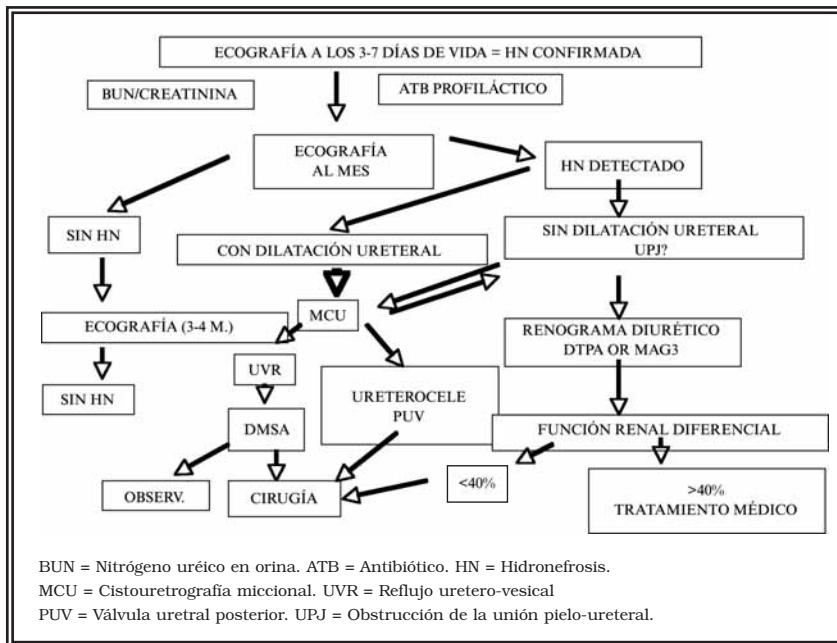 ECOGRAFÍA A LOS 3-7 DÍAS DE VIDA = HN CONFIRMADA
BUN/CREATININA
ATB PROFILÁCTICO
ECOGRAFÍA
AL MES
HN DETECTADO
SIN HN
CON DILATACIÓN URETERAL
SIN DILATACIÓN URETERAL
UPJ?
ECOGRAFÍA (3-4 M.)
MCU
RENOGRAMA DIURÉTICO
DTPA OR MAG3
UVR
SIN HN
URETEROCELE
PUV
DMSA
FUNCIÓN RENAL DIFERENCIAL
OBSERV.
CIRUGÍA
<40%
>40%
TRATAMIENTO MÉDICO
BUN = Nitrógeno uréico en orina. ATB = Antibiótico. HN = Hidronefrosis.
MCU = Cistouretrografía miccional. UVR = Reflujo uretero-vesical
PUV = Válvula uretral posterior. UPJ = Obstrucción de la unión pielo-ureteral.